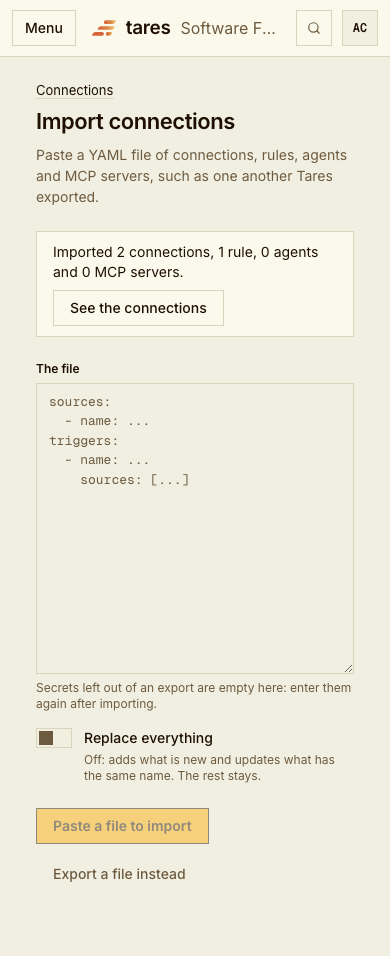 Menu
tares
Software F...
AC
Connections
Import connections
Paste a YAML file of connections, rules, agents
and MCP servers, such as one another Tares
exported.
Imported 2 connections, 1 rule, 0 agents
and 0 MCP servers.
See the connections
The file
sources:
  - name: ...
triggers:
  - name: ...
    sources: [...]
Secrets left out of an export are empty here: enter them
again after importing.
Replace everything
Off: adds what is new and updates what has
the same name. The rest stays.
Paste a file to import
Export a file instead